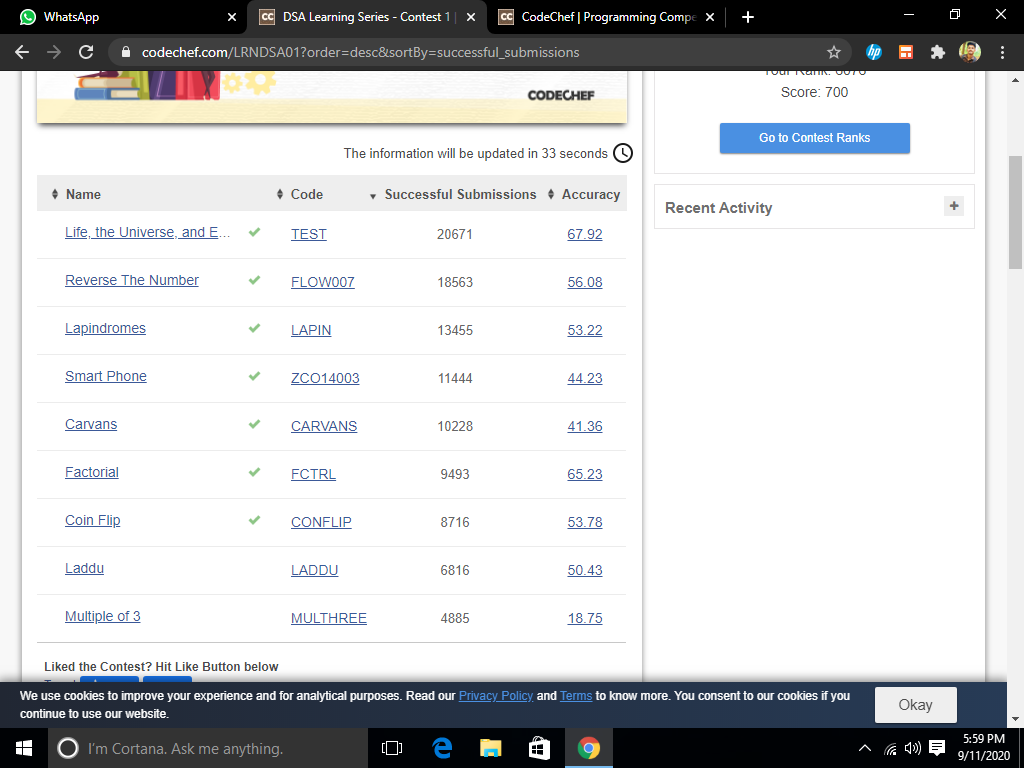 WhatsApp
DSA Learning Series - Contest 1
CodeChef | Programming Compe
codechef.com/LRNDSA01?order=desc&sortBy=successful_submissions
CODECHEF
Score: 700
Go to Contest Ranks
The information will be updated in 33 seconds
Recent Activity
Name Code Successful Submissions Accuracy
Life, the Universe, and E... TEST 20671 67.92
Reverse The Number FLOW007 18563 56.08
Lapindromes LAPIN 13455 53.22
Smart Phone ZCO14003 11444 44.23
Carvans CARVANS 10228 41.36
Factorial FCTRL 9493 65.23
Coin Flip CONFLIP 8716 53.78
Laddu LADDU 6816 50.43
Multiple of 3 MULTHREE 4885 18.75
Liked the Contest? Hit Like Button below
We use cookies to improve your experience and for analytical purposes. Read our Privacy Policy and Terms to know more. You consent to our cookies if you
continue to use our website.
Okay
I'm Cortana. Ask me anything.
5:59 PM
9/11/2020